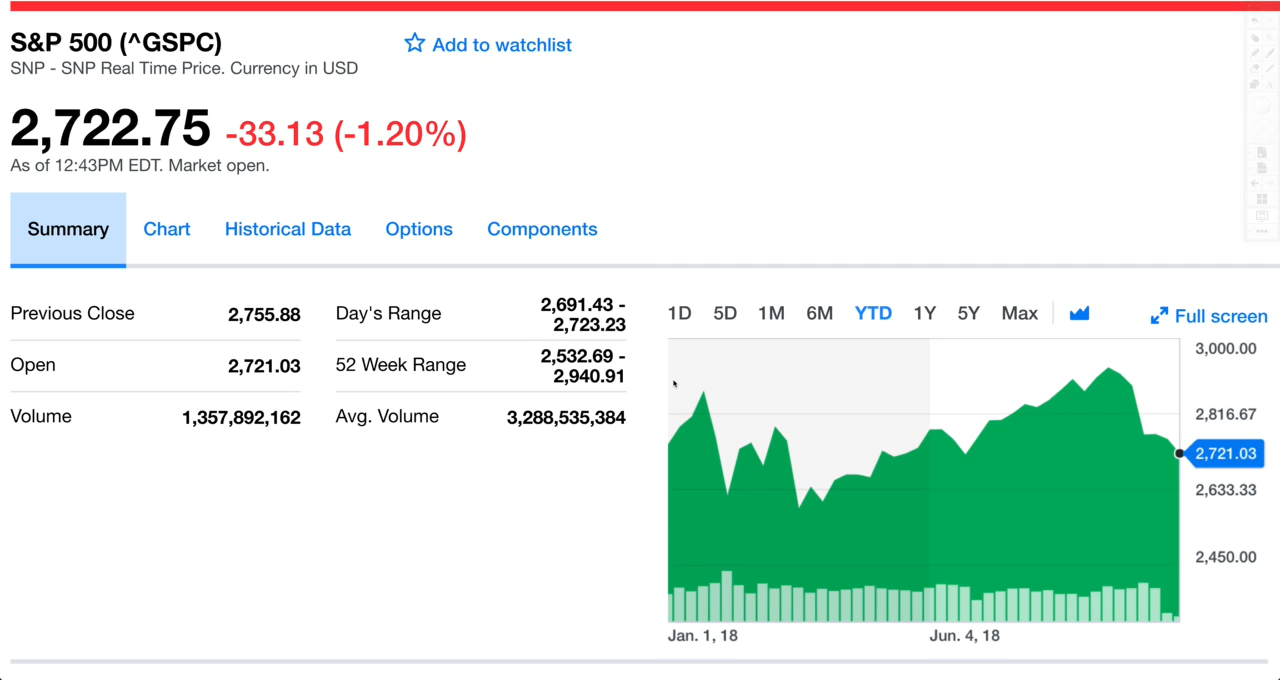 S&P 500 (^GSPC)
Add to watchlist
SNP - SNP Real Time Price. Currency in USD
2,722.75 -33.13 (-1.20%)
As of 12:43PM EDT. Market open.
Summary Chart Historical Data Options Components
Previous Close 2,755.88
Open 2,721.03
Volume 1,357,892,162
Day's Range 2,691.43 -
2,723.23
52 Week Range 2,532.69 -
2,940.91
Avg. Volume 3,288,535,384
1D 5D 1M 6M YTD 1Y 5Y Max
Full screen
3,000.00
2,816.67
2,721.03
2,633.33
2,450.00
Jan. 1, 18 Jun. 4, 18